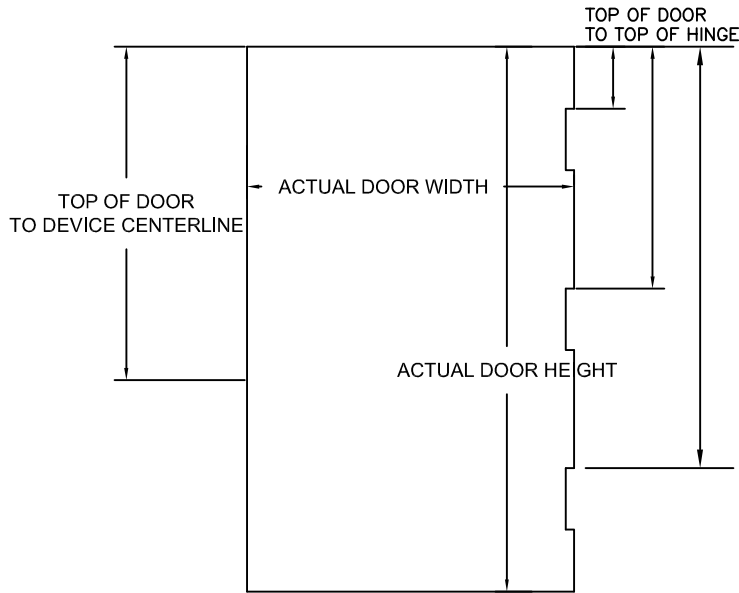 TOP OF DOOR
TO TOP OF HINGE
ACTUAL DOOR WIDTH
TOP OF DOOR
TO DEVICE CENTERLINE
ACTUAL DOOR HEIGHT